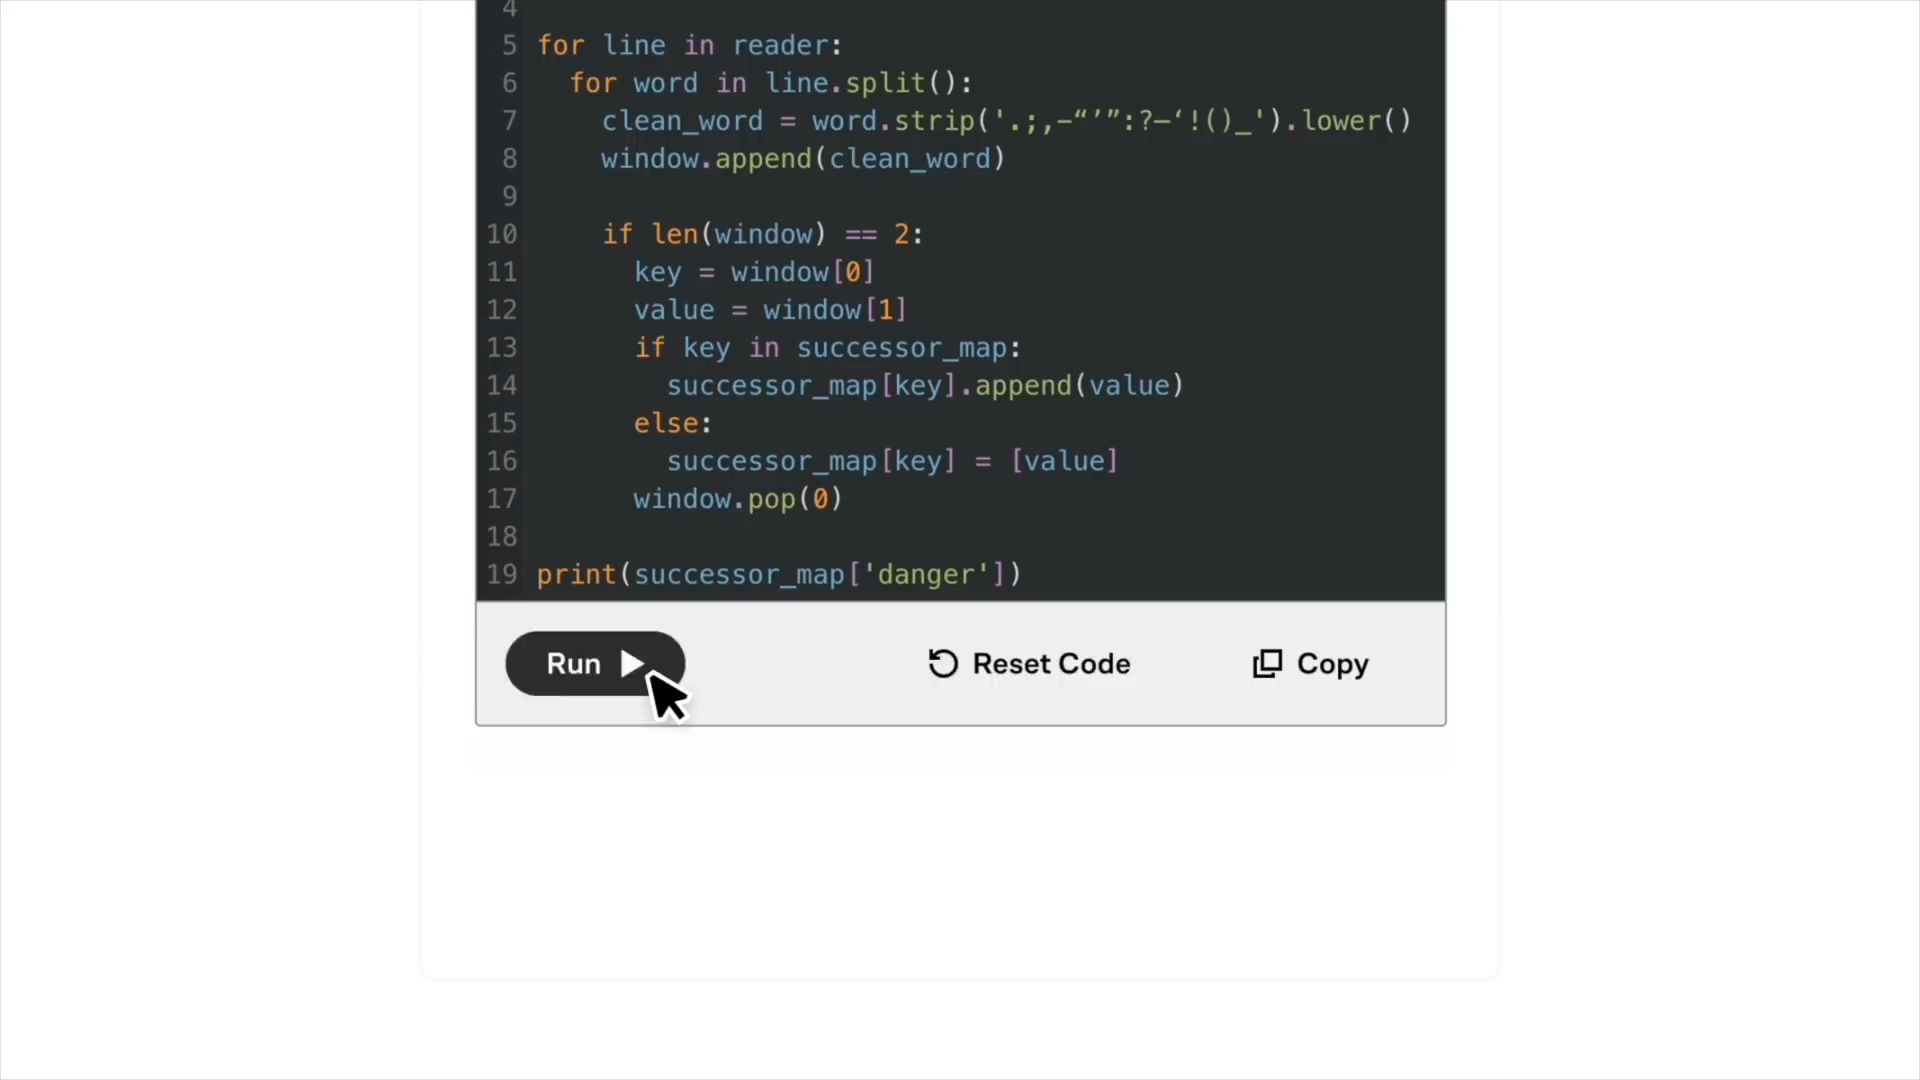 4
5 for line in reader:
6 for word in line.split():
7 clean_word = word.strip('.;,—“’”:?—‘!()_').lower()
8 window.append(clean_word)
9
10 if len(window) == 2:
11 key = window[0]
12 value = window[1]
13 if key in successor_map:
14 successor_map[key].append(value)
15 else:
16 successor_map[key] = [value]
17 window.pop(0)
18
19 print(successor_map['danger'])
Run Reset Code Copy